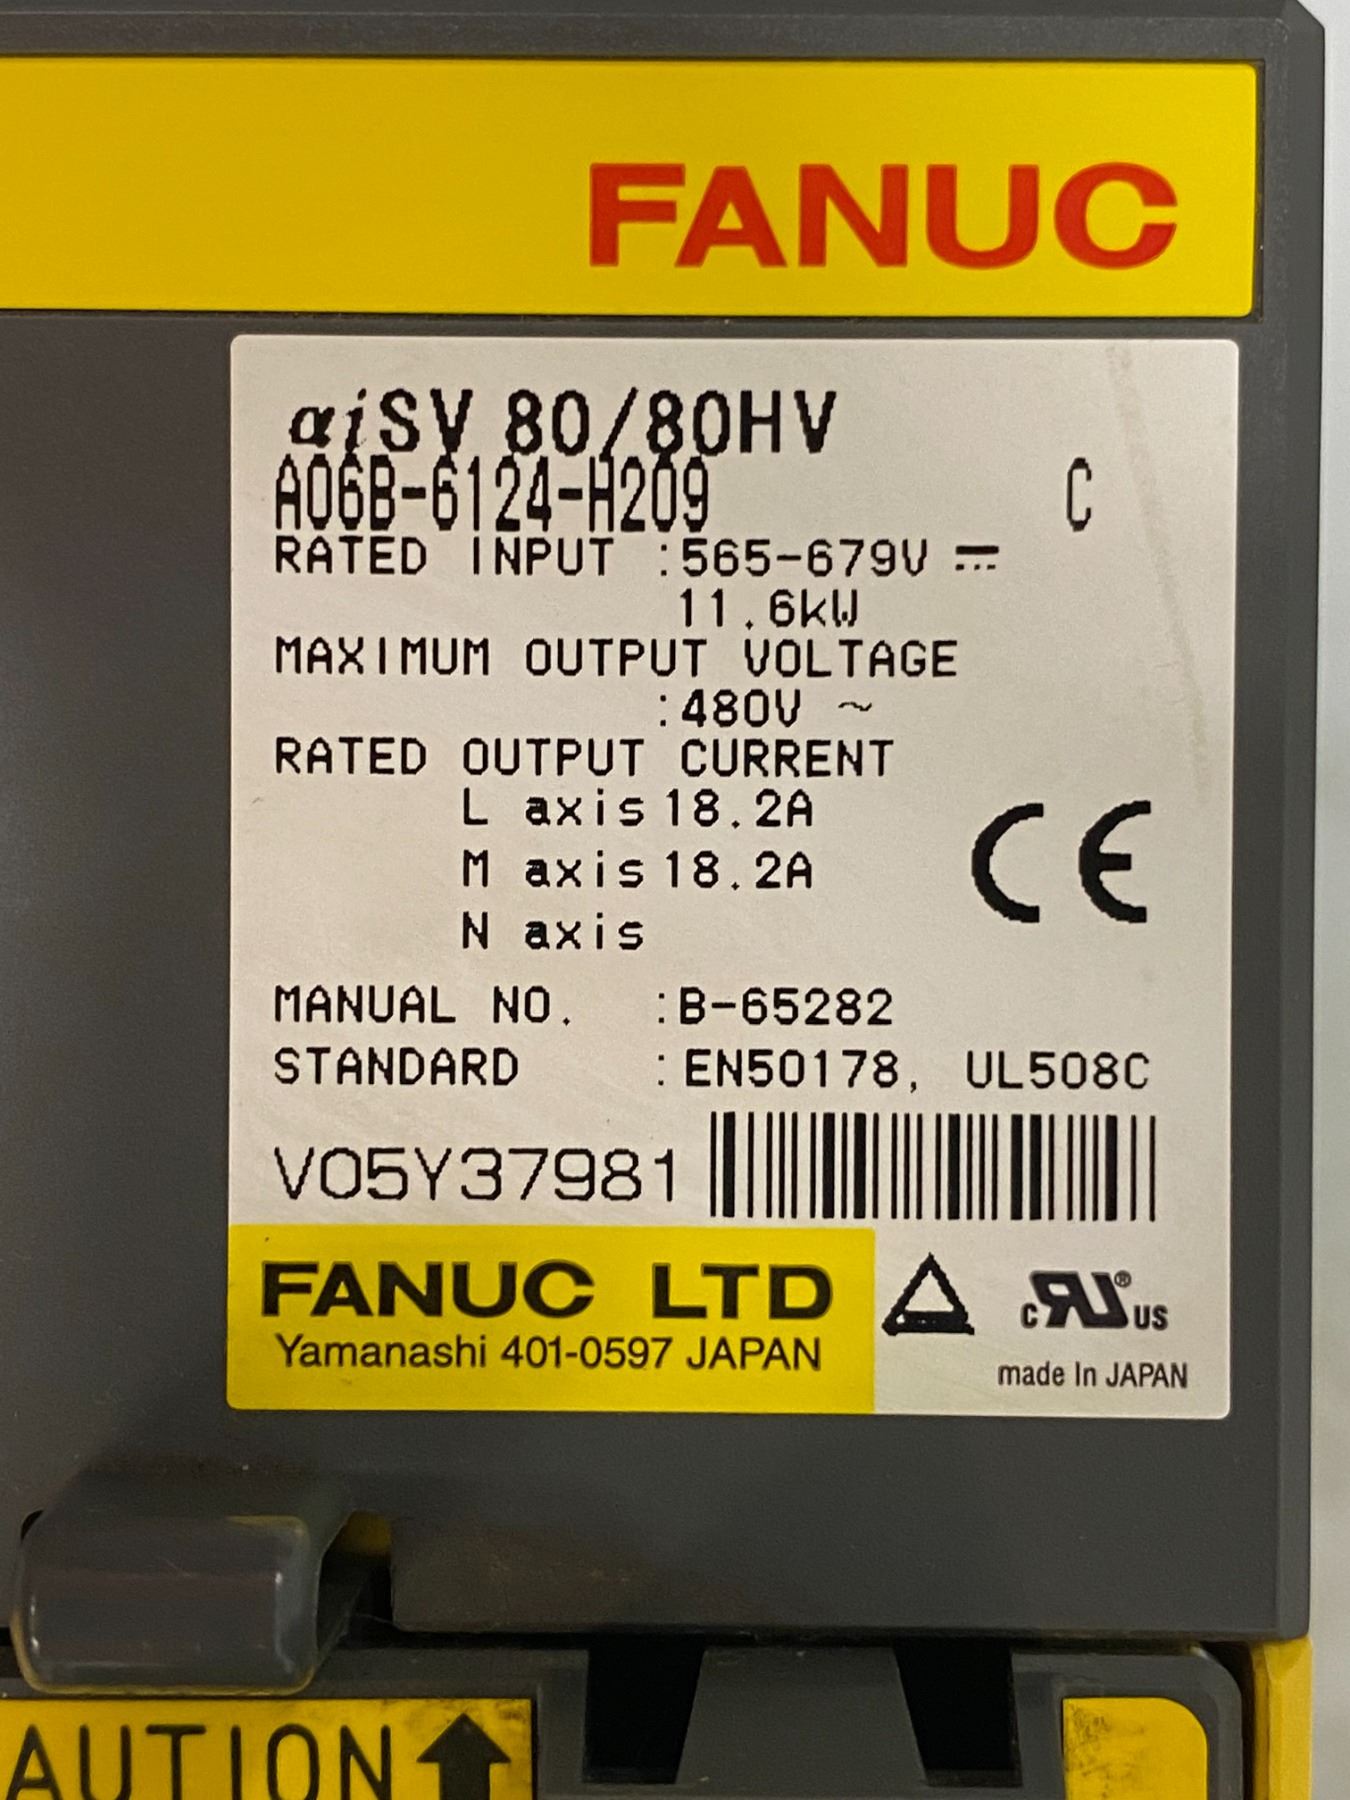 FANUC
αiSV 80/80HV
A06B-6124-H209 C
RATED INPUT :565-679V ⎓
11.6kW
MAXIMUM OUTPUT VOLTAGE
:480V ~
RATED OUTPUT CURRENT
L axis 18.2A
M axis 18.2A
N axis
CE
MANUAL NO. :B-65282
STANDARD :EN50178, UL508C
V05Y37981
FANUC LTD
Yamanashi 401-0597 JAPAN
c RU ® US
made In JAPAN
AUTION